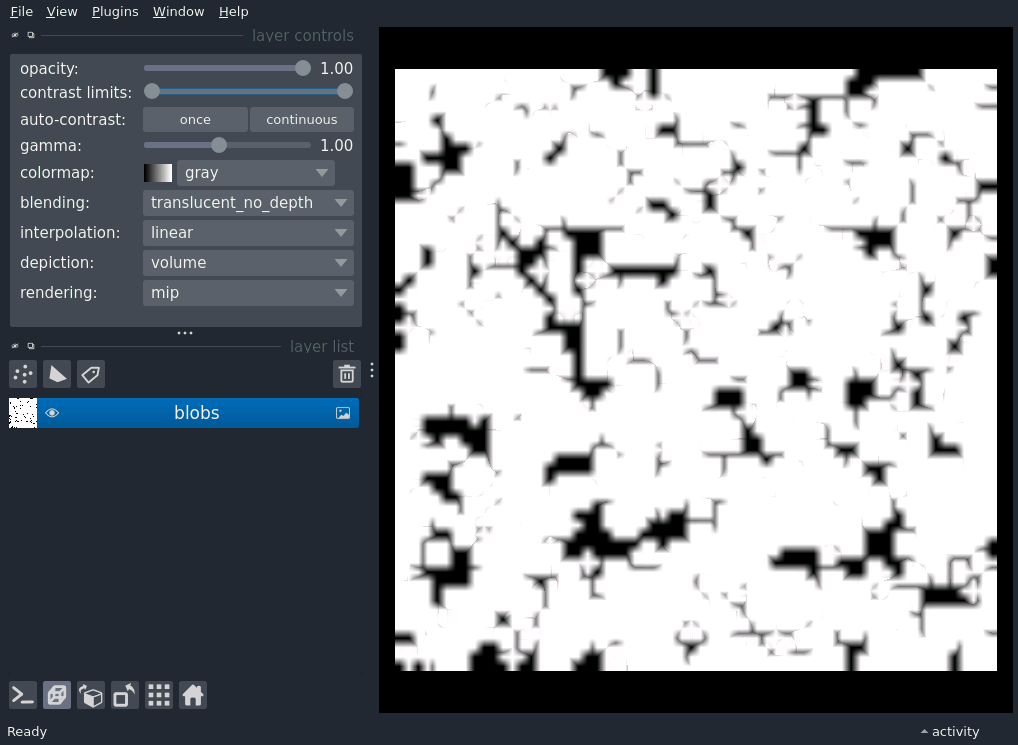 File View Plugins Window Help
layer controls
opacity: 1.00
contrast limits:
auto-contrast: once continuous
gamma: 1.00
colormap: gray
blending: translucent_no_depth
interpolation: linear
depiction: volume
rendering: mip
layer list
blobs
Ready activity